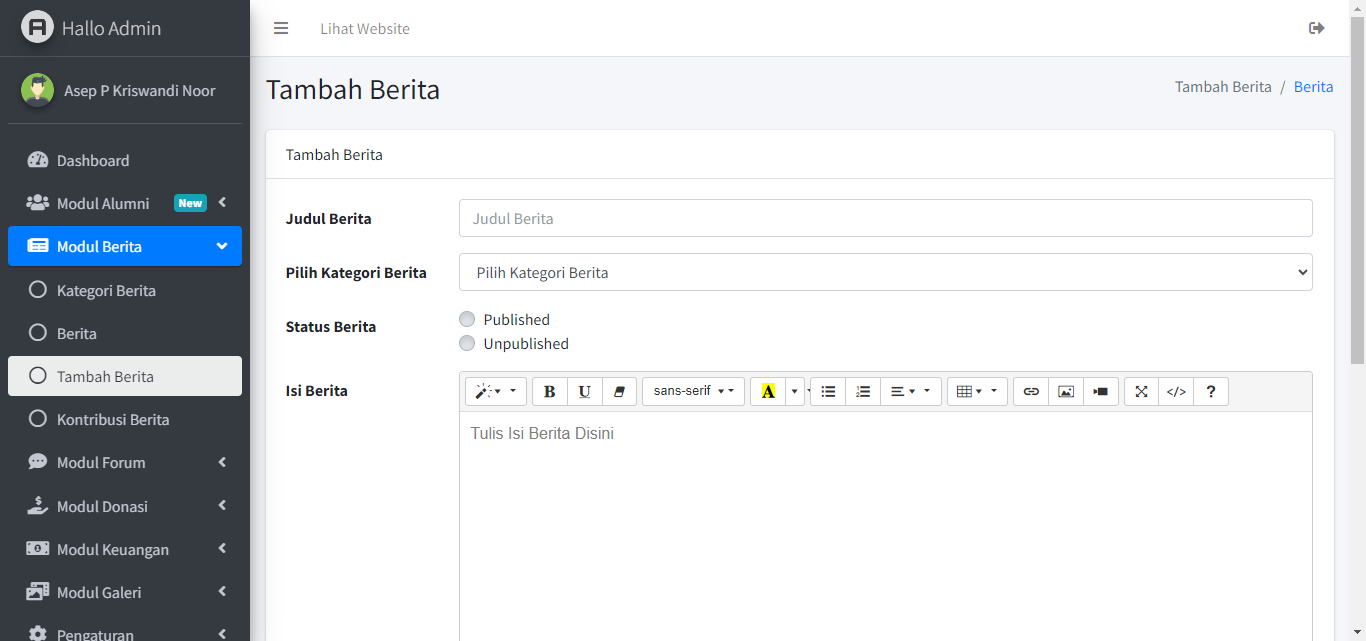 Hallo Admin
Asep P Kriswandi Noor
Dashboard
Modul Alumni New
Modul Berita
Kategori Berita
Berita
Tambah Berita
Kontribusi Berita
Modul Forum
Modul Donasi
Modul Keuangan
Modul Galeri
Pengaturan
Lihat Website
Tambah Berita
Tambah Berita / Berita
Tambah Berita
Judul Berita
Judul Berita
Pilih Kategori Berita
Pilih Kategori Berita
Status Berita
Published
Unpublished
Isi Berita
B U sans-serif A </> ?
Tulis Isi Berita Disini